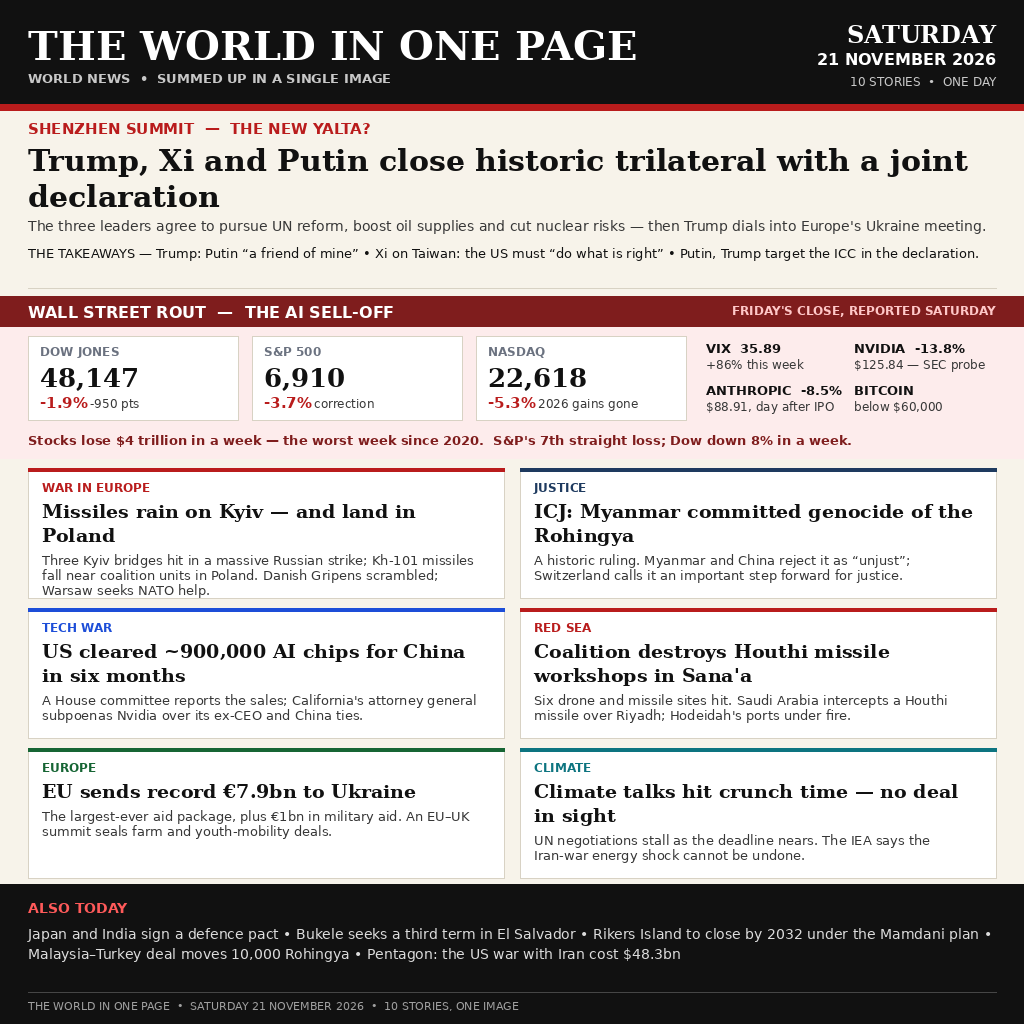 THE WORLD IN ONE PAGE
WORLD NEWS • SUMMED UP IN A SINGLE IMAGE
SATURDAY
21 NOVEMBER 2026
10 STORIES • ONE DAY
SHENZHEN SUMMIT — THE NEW YALTA?
Trump, Xi and Putin close historic trilateral with a joint
declaration
The three leaders agree to pursue UN reform, boost oil supplies and cut nuclear risks — then Trump dials into Europe's Ukraine meeting.
THE TAKEAWAYS — Trump: Putin “a friend of mine” • Xi on Taiwan: the US must “do what is right” • Putin, Trump target the ICC in the declaration.
WALL STREET ROUT — THE AI SELL-OFF
FRIDAY'S CLOSE, REPORTED SATURDAY
DOW JONES
48,147
-1.9% -950 pts
S&P 500
6,910
-3.7% correction
NASDAQ
22,618
-5.3% 2026 gains gone
VIX 35.89
+86% this week
NVIDIA -13.8%
$125.84 — SEC probe
ANTHROPIC -8.5%
$88.91, day after IPO
BITCOIN
below $60,000
Stocks lose $4 trillion in a week — the worst week since 2020. S&P's 7th straight loss; Dow down 8% in a week.
WAR IN EUROPE
Missiles rain on Kyiv — and land in
Poland
Three Kyiv bridges hit in a massive Russian strike; Kh-101 missiles
fall near coalition units in Poland. Danish Gripens scrambled;
Warsaw seeks NATO help.
JUSTICE
ICJ: Myanmar committed genocide of the
Rohingya
A historic ruling. Myanmar and China reject it as “unjust”;
Switzerland calls it an important step forward for justice.
TECH WAR
US cleared ~900,000 AI chips for China
in six months
A House committee reports the sales; California's attorney general
subpoenas Nvidia over its ex-CEO and China ties.
RED SEA
Coalition destroys Houthi missile
workshops in Sana'a
Six drone and missile sites hit. Saudi Arabia intercepts a Houthi
missile over Riyadh; Hodeidah's ports under fire.
EUROPE
EU sends record €7.9bn to Ukraine
The largest-ever aid package, plus €1bn in military aid. An EU–UK
summit seals farm and youth-mobility deals.
CLIMATE
Climate talks hit crunch time — no deal
in sight
UN negotiations stall as the deadline nears. The IEA says the
Iran-war energy shock cannot be undone.
ALSO TODAY
Japan and India sign a defence pact • Bukele seeks a third term in El Salvador • Rikers Island to close by 2032 under the Mamdani plan •
Malaysia–Turkey deal moves 10,000 Rohingya • Pentagon: the US war with Iran cost $48.3bn
THE WORLD IN ONE PAGE • SATURDAY 21 NOVEMBER 2026 • 10 STORIES, ONE IMAGE